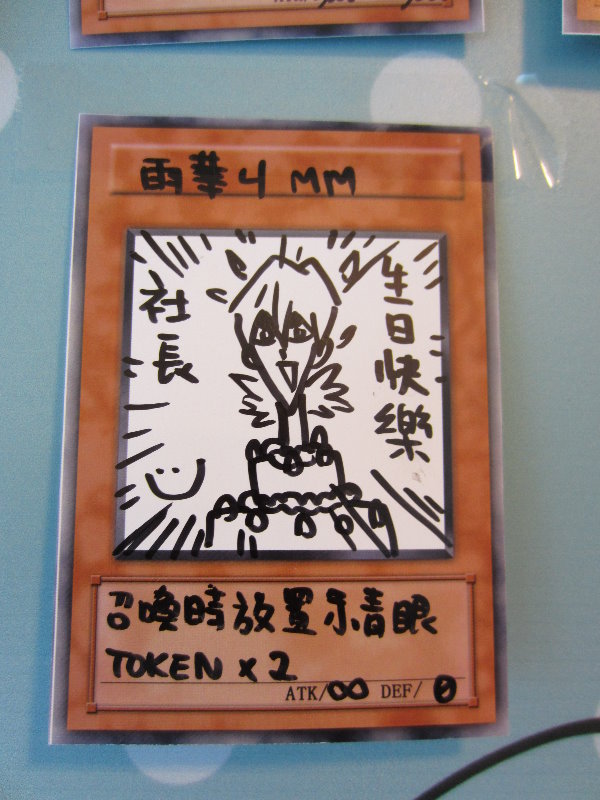 雨華4 MM
社長
生日快樂
召喚時放置乐青眼
TOKEN x 2
ATK/∞ DEF/ 0